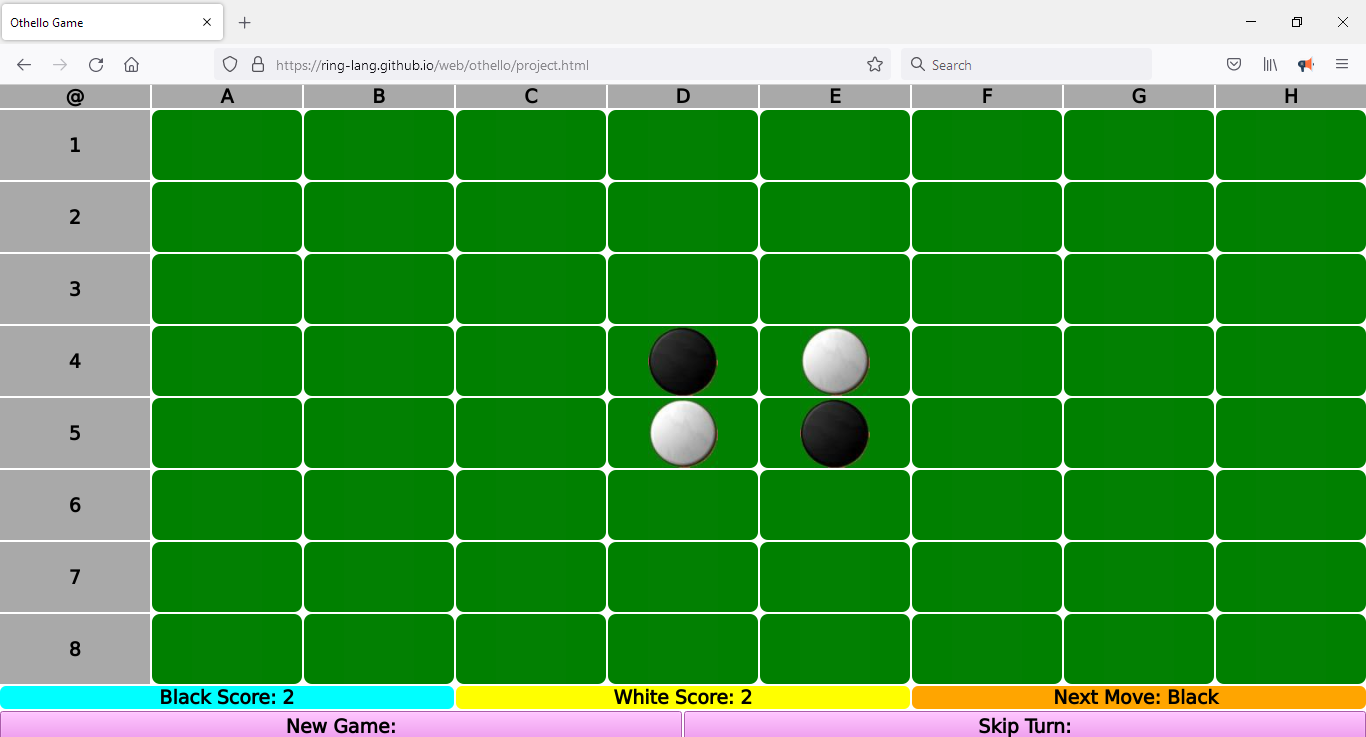 Othello Game
https://ring-lang.github.io/web/othello/project.html
Search
@ A B C D E F G H
1
2
3
4
5
6
7
8
Black Score: 2 White Score: 2 Next Move: Black
New Game: Skip Turn: